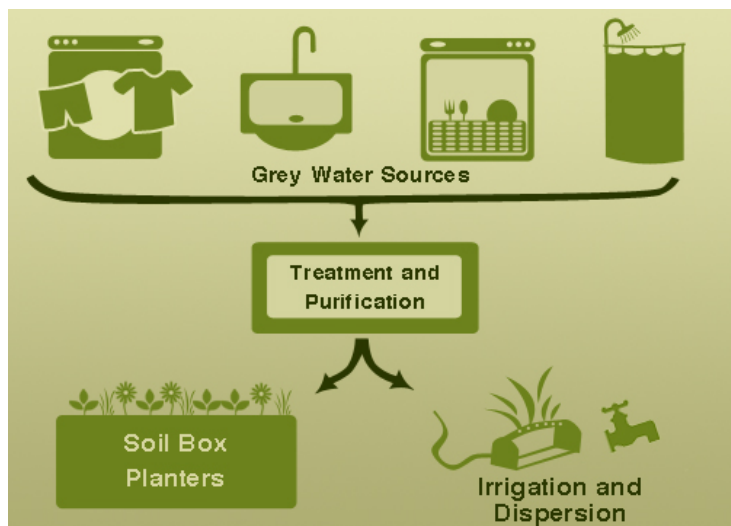 Grey Water Sources
Treatment and
Purification
Soil Box
Planters
Irrigation and
Dispersion